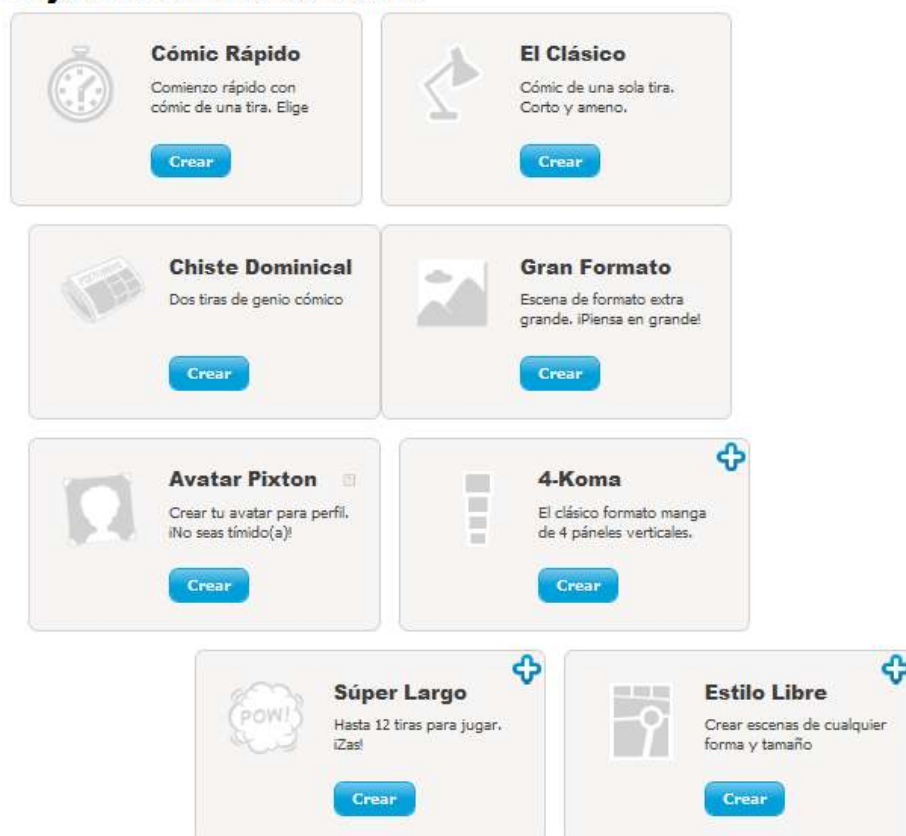 Cómic Rápido
Comienzo rápido con
cómic de una tira. Elige
Crear
El Clásico
Cómic de una sola tira.
Corto y ameno.
Crear
Chiste Dominical
Dos tiras de genio cómico
Crear
Gran Formato
Escena de formato extra
grande. ¡Piensa en grande!
Crear
Avatar Pixton
Crear tu avatar para perfil.
¡No seas tímido(a)!
Crear
4-Koma
El clásico formato manga
de 4 páneles verticales.
Crear
POW!
Súper Largo
Hasta 12 tiras para jugar.
¡Zas!
Crear
Estilo Libre
Crear escenas de cualquier
forma y tamaño
Crear